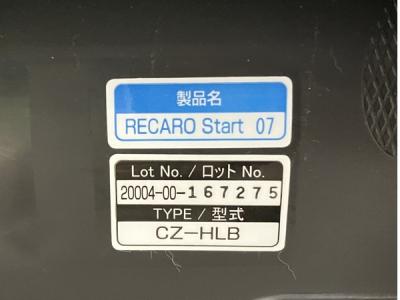 製品名
RECARO Start 07
Lot No. / ロット No.
20004-00-167275
TYPE / 型式
CZ-HLB